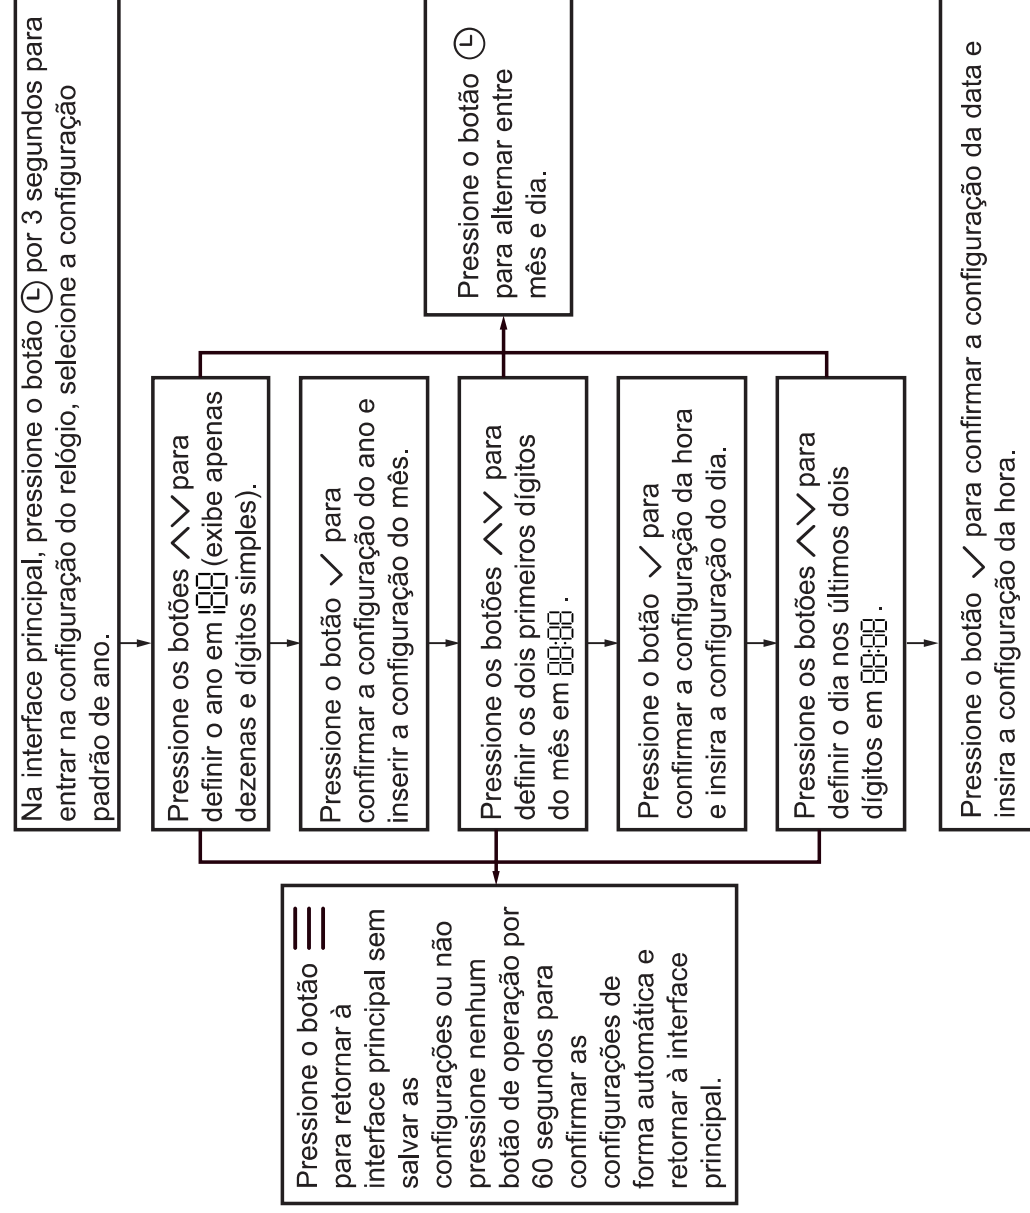 Na interface principal, pressione o botão por 3 segundos para
entrar na configuração do relógio, selecione a configuração
padrão de ano.
Pressione os botões para
definir o ano em 188 (exibe apenas
dezenas e dígitos simples).
Pressione o botão para
confirmar a configuração do ano e
inserir a configuração do mês.
Pressione os botões para
definir os dois primeiros dígitos
do mês em 88:88.
Pressione o botão para
confirmar a configuração da hora
e insira a configuração do dia.
Pressione os botões para
definir o dia nos últimos dois
dígitos em 88:88.
Pressione o botão para confirmar a configuração da data e
insira a configuração da hora.
Pressione o botão
para retornar à
interface principal sem
salvar as
configurações ou não
pressione nenhum
botão de operação por
60 segundos para
confirmar as
configurações de
forma automática e
retornar à interface
principal.
Pressione o botão
para alternar entre
mês e dia.